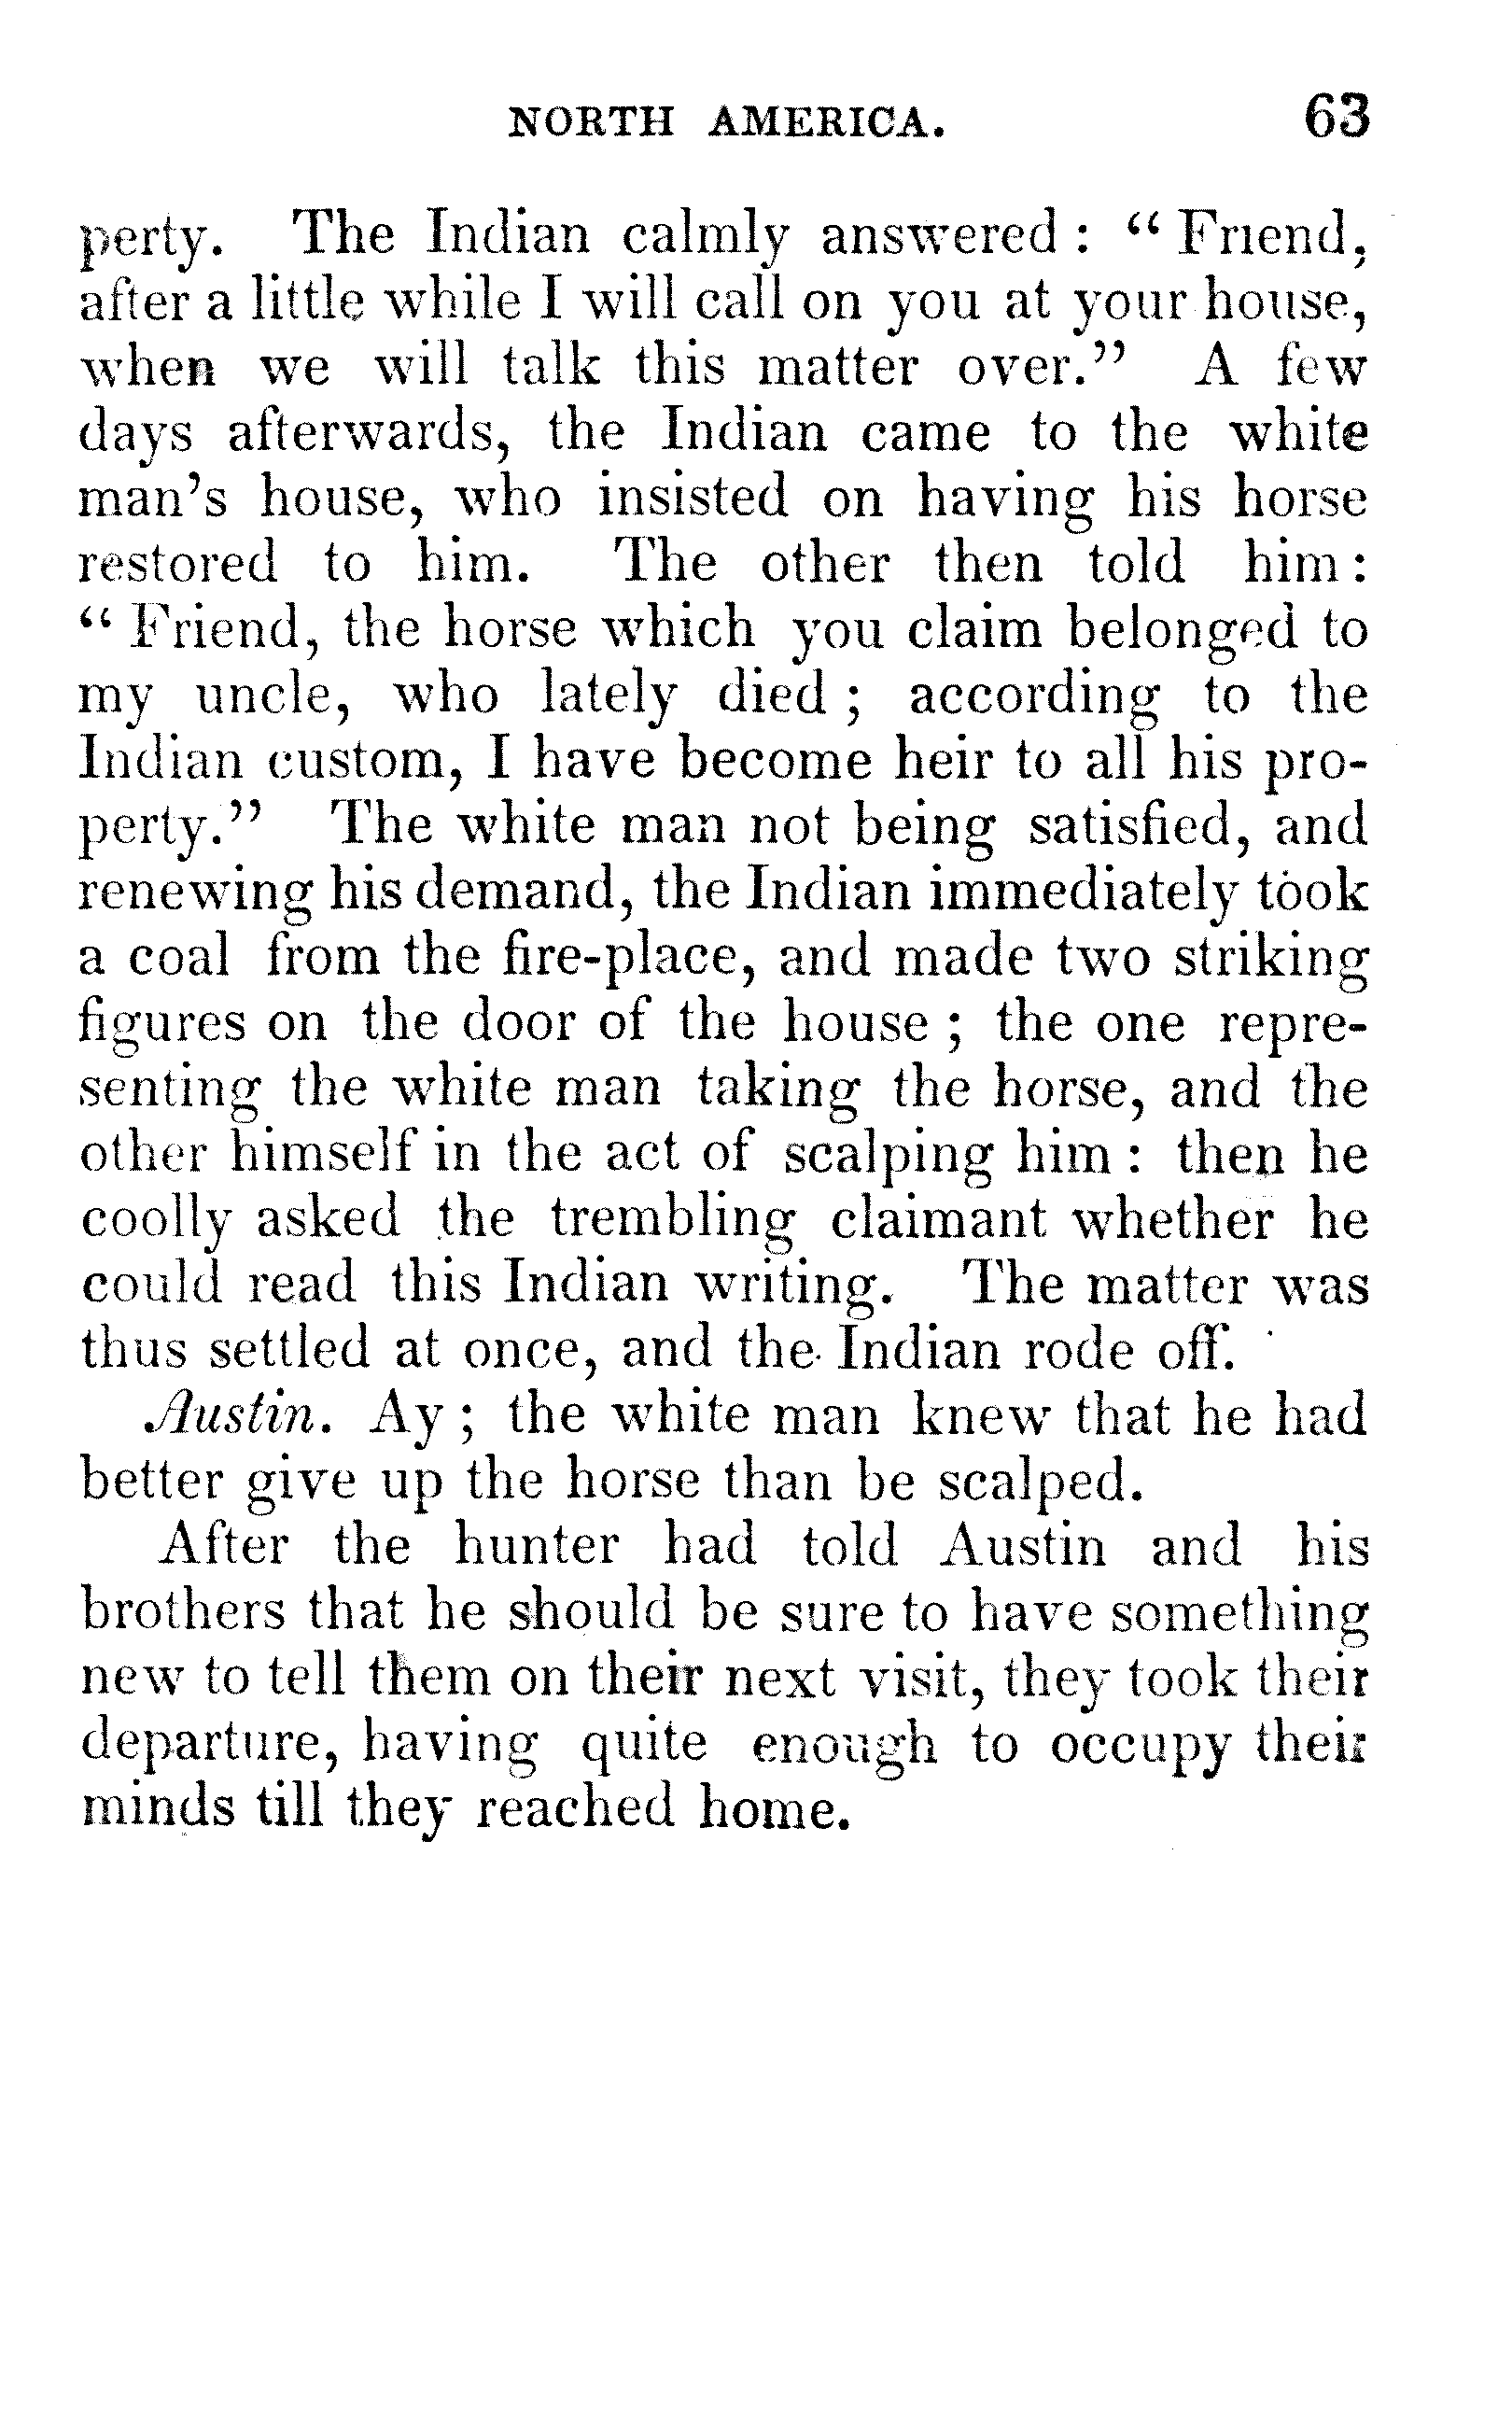 NORTH AMERICA. 63
perty. The Indian calmly answered : “ Friend,
after a little while I will call on you at your house,
when we will talk this matter over.” A few
days afterwards, the Indian came to the white
man’s house, who insisted on having his horse
restored to him. The other then told him :
“ Friend, the horse which you claim belonged to
my uncle, who lately died ; according to the
Indian custom, I have become heir to all his pro-
perty.” The white man not being satisfied, and
renewing his demand, the Indian immediately took
a coal from the fire-place, and made two striking
figures on the door of the house ; the one repre-
senting the white man taking the horse, and the
other himself in the act of scalping him : then he
coolly asked the trembling claimant whether he
could read this Indian writing. The matter was
thus settled at once, and the Indian rode off.
Austin. Ay ; the white man knew that he had
better give up the horse than be scalped.
After the hunter had told Austin and his
brothers that he should be sure to have something
new to tell them on their next visit, they took their
departure, having quite enough to occupy their
minds till they reached home.